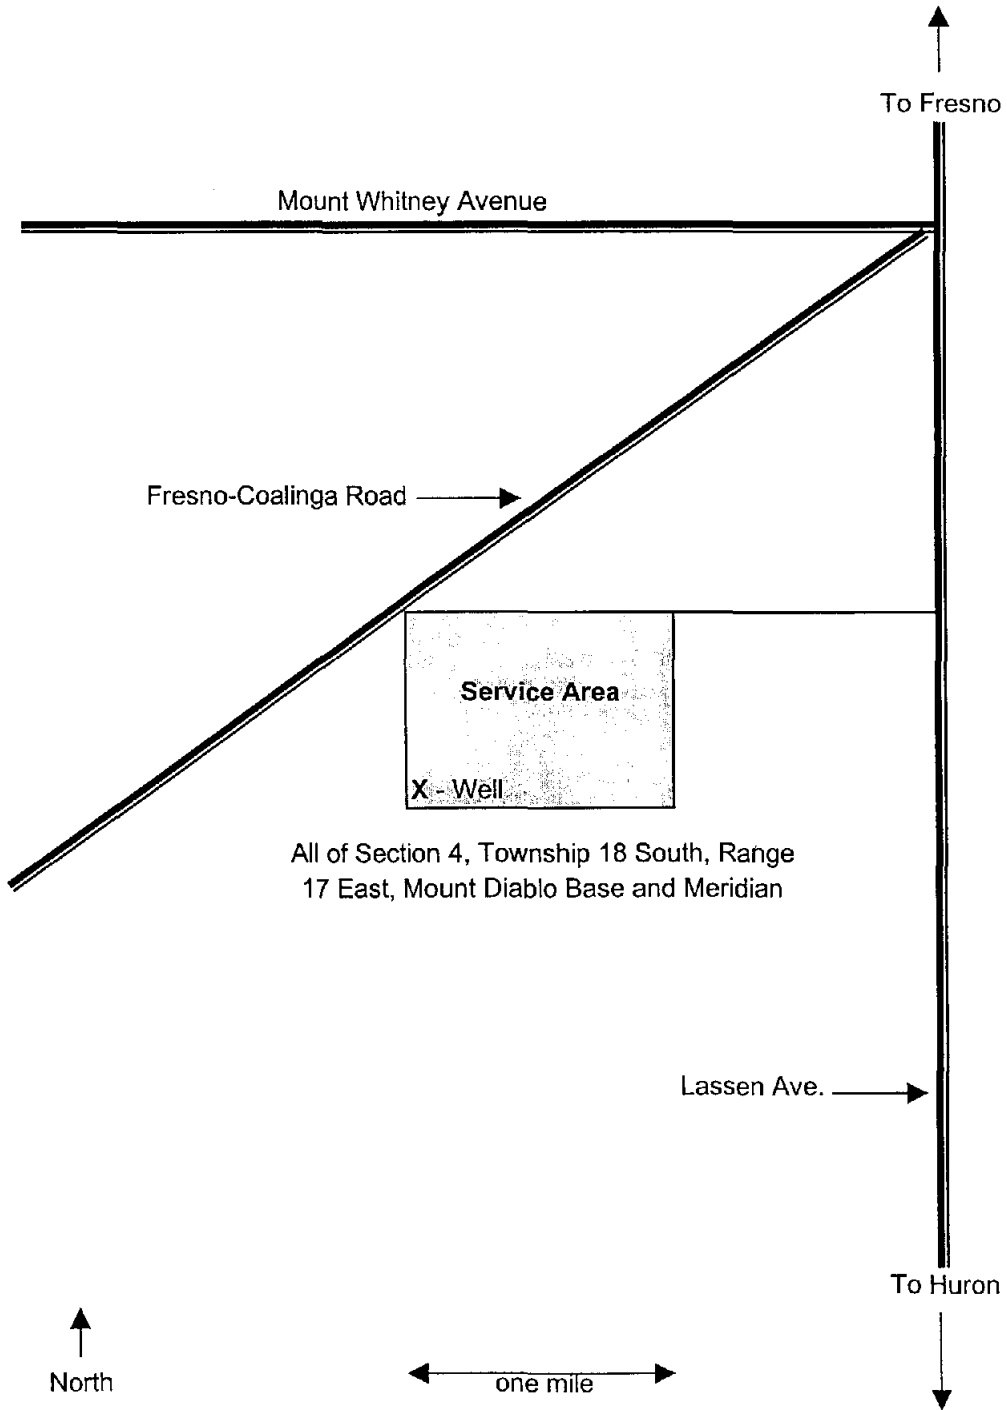 To Fresno
Mount Whitney Avenue
Fresno-Coalinga Road
Service Area
X - Well
All of Section 4, Township 18 South, Range
17 East, Mount Diablo Base and Meridian
Lassen Ave.
To Huron
North
one mile